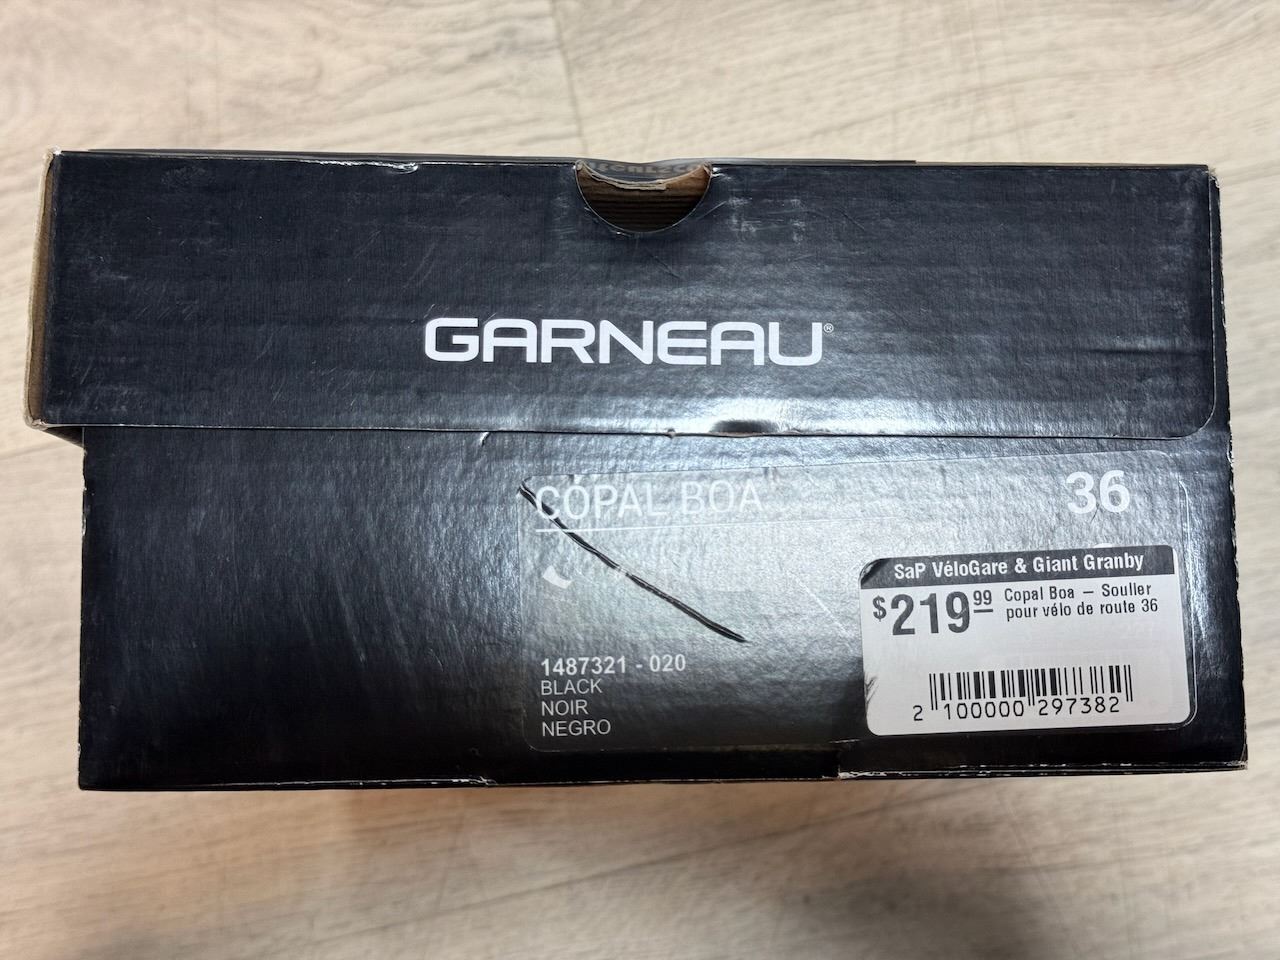 GARNEAU®
COPAL BOA
36
SaP VéloGare & Giant Granby
$219.99 Copal Boa – Soulier
pour vélo de route 36
2 100000 297382
1487321 - 020
BLACK
NOIR
NEGRO